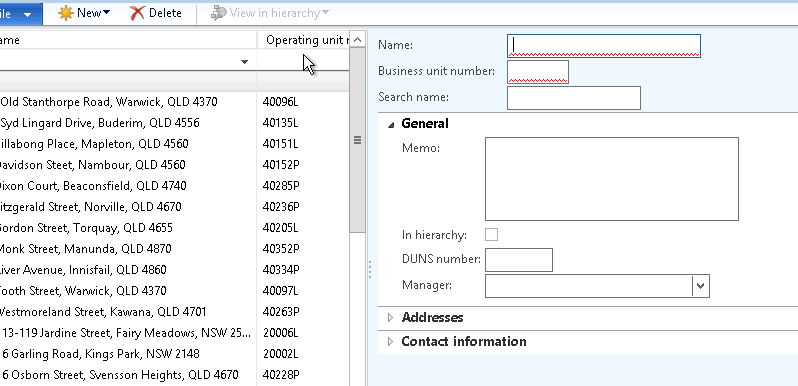 ile New Delete View in hierarchy
ame Operating unit n
Old Stanthorpe Road, Warwick, QLD 4370 40096L
Syd Lingard Drive, Buderim, QLD 4556 40135L
illabong Place, Mapleton, QLD 4560 40151L
Davidson Steet, Nambour, QLD 4560 40152P
Dixon Court, Beaconsfield, QLD 4740 40285P
itzgerald Street, Norville, QLD 4670 40236P
Gordon Street, Torquay, QLD 4655 40205L
Monk Street, Manunda, QLD 4870 40352P
River Avenue, Innisfail, QLD 4860 40334P
Tooth Street, Warwick, QLD 4370 40097L
Westmoreland Street, Kawana, QLD 4701 40263P
13-119 Jardine Street, Fairy Meadows, NSW 25... 20006L
6 Garling Road, Kings Park, NSW 2148 20002L
6 Osborn Street, Svensson Heights, QLD 4670 40228P
Name:
Business unit number:
Search name:
General
Memo:
In hierarchy:
DUNS number:
Manager:
Addresses
Contact information